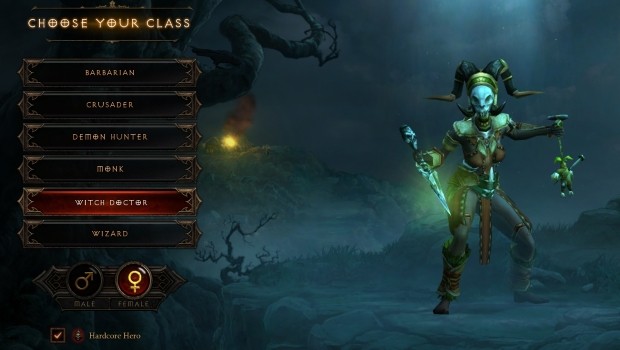 CHOOSE YOUR CLASS
BARBARIAN
CRUSADER
DEMON HUNTER
MONK
WITCH DOCTOR
WIZARD
MALE FEMALE
Hardcore Hero